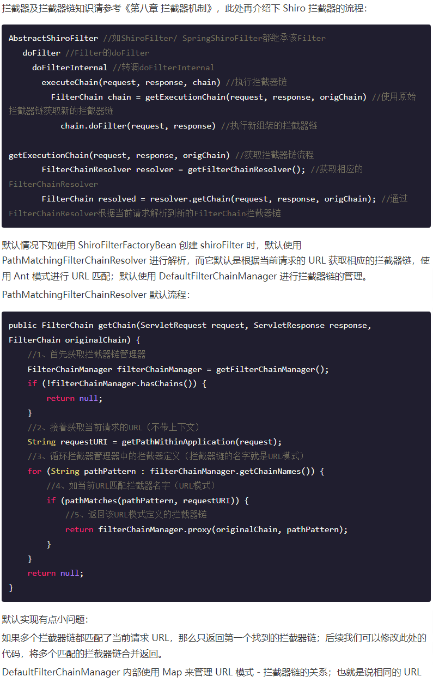 拦截器及拦截器链知识请参考《第八章 拦截器机制》，此处再介绍下 Shiro 拦截器的流程：
AbstractShiroFilter //如ShiroFilter/ SpringShiroFilter都继承该Filter
doFilter //Filter的doFilter
doFilterInternal //转调doFilterInternal
executeChain(request, response, chain) //执行拦截器链
FilterChain chain = getExecutionChain(request, response, origChain) //使用原始
拦截器链获取新的拦截器链
chain.doFilter(request, response) //执行新组装的拦截器链
getExecutionChain(request, response, origChain) //获取拦截器链流程
FilterChainResolver resolver = getFilterChainResolver(); //获取相应的
FilterChainResolver
FilterChain resolved = resolver.getChain(request, response, origChain); //通过
FilterChainResolver根据当前请求解析到新的FilterChain拦截器链
默认情况下如使用 ShiroFilterFactoryBean 创建 shiroFilter 时，默认使用
PathMatchingFilterChainResolver 进行解析，而它默认是根据当前请求的 URL 获取相应的拦截器链，使
用 Ant 模式进行 URL 匹配；默认使用 DefaultFilterChainManager 进行拦截器链的管理。
PathMatchingFilterChainResolver 默认流程：
public FilterChain getChain(ServletRequest request, ServletResponse response,
FilterChain originalChain) {
//1、首先获取拦截器链管理器
FilterChainManager filterChainManager = getFilterChainManager();
if (!filterChainManager.hasChains()) {
return null;
}
//2、接着获取当前请求的URL（不带上下文）
String requestURI = getPathWithinApplication(request);
//3、循环拦截器管理器中的拦截器定义（拦截器链的名字就是URL模式）
for (String pathPattern : filterChainManager.getChainNames()) {
//4、如当前URL匹配拦截器名字（URL模式）
if (pathMatches(pathPattern, requestURI)) {
//5、返回该URL模式定义的拦截器链
return filterChainManager.proxy(originalChain, pathPattern);
}
}
return null;
}
默认实现有点小问题：
如果多个拦截器链都匹配了当前请求 URL，那么只返回第一个找到的拦截器链；后续我们可以修改此处的
代码，将多个匹配的拦截器链合并返回。
DefaultFilterChainManager 内部使用 Map 来管理 URL 模式 - 拦截器链的关系；也就是说相同的 URL